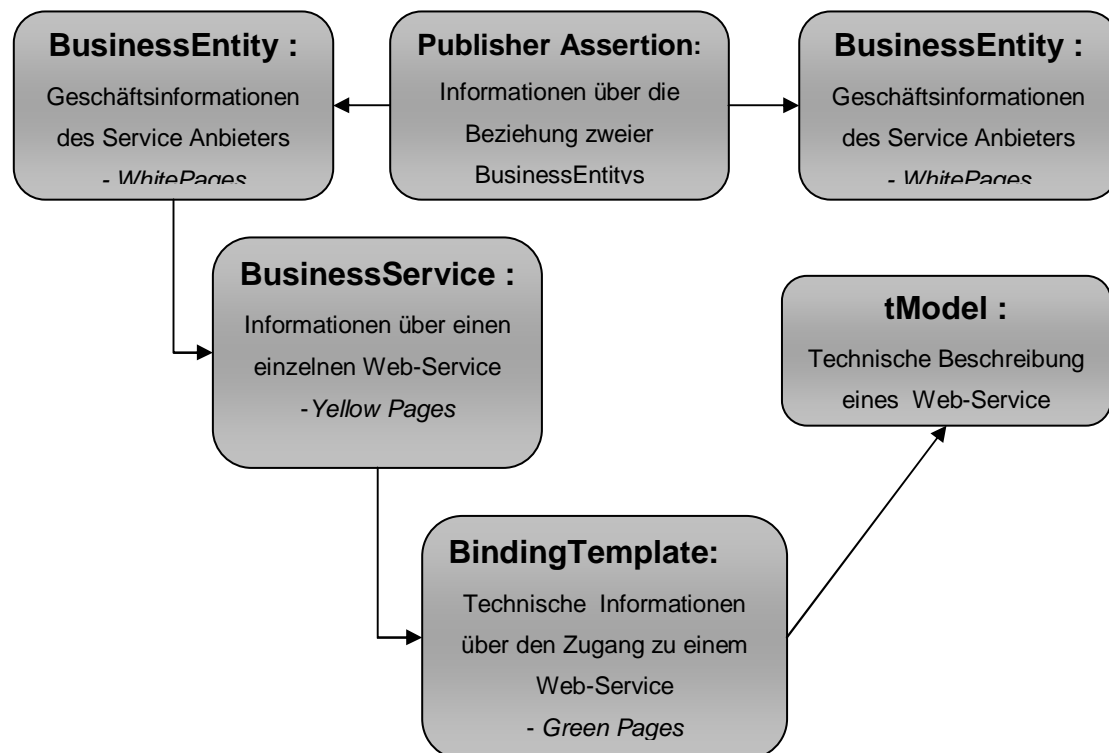 BusinessEntity :
Geschäftsinformationen
des Service Anbieters
- WhitePages
Publisher Assertion:
Informationen über die
Beziehung zweier
BusinessEntitys
BusinessEntity :
Geschäftsinformationen
des Service Anbieters
- WhitePages
BusinessService :
Informationen über einen
einzelnen Web-Service
-Yellow Pages
tModel :
Technische Beschreibung
eines Web-Service
BindingTemplate:
Technische Informationen
über den Zugang zu einem
Web-Service
- Green Pages